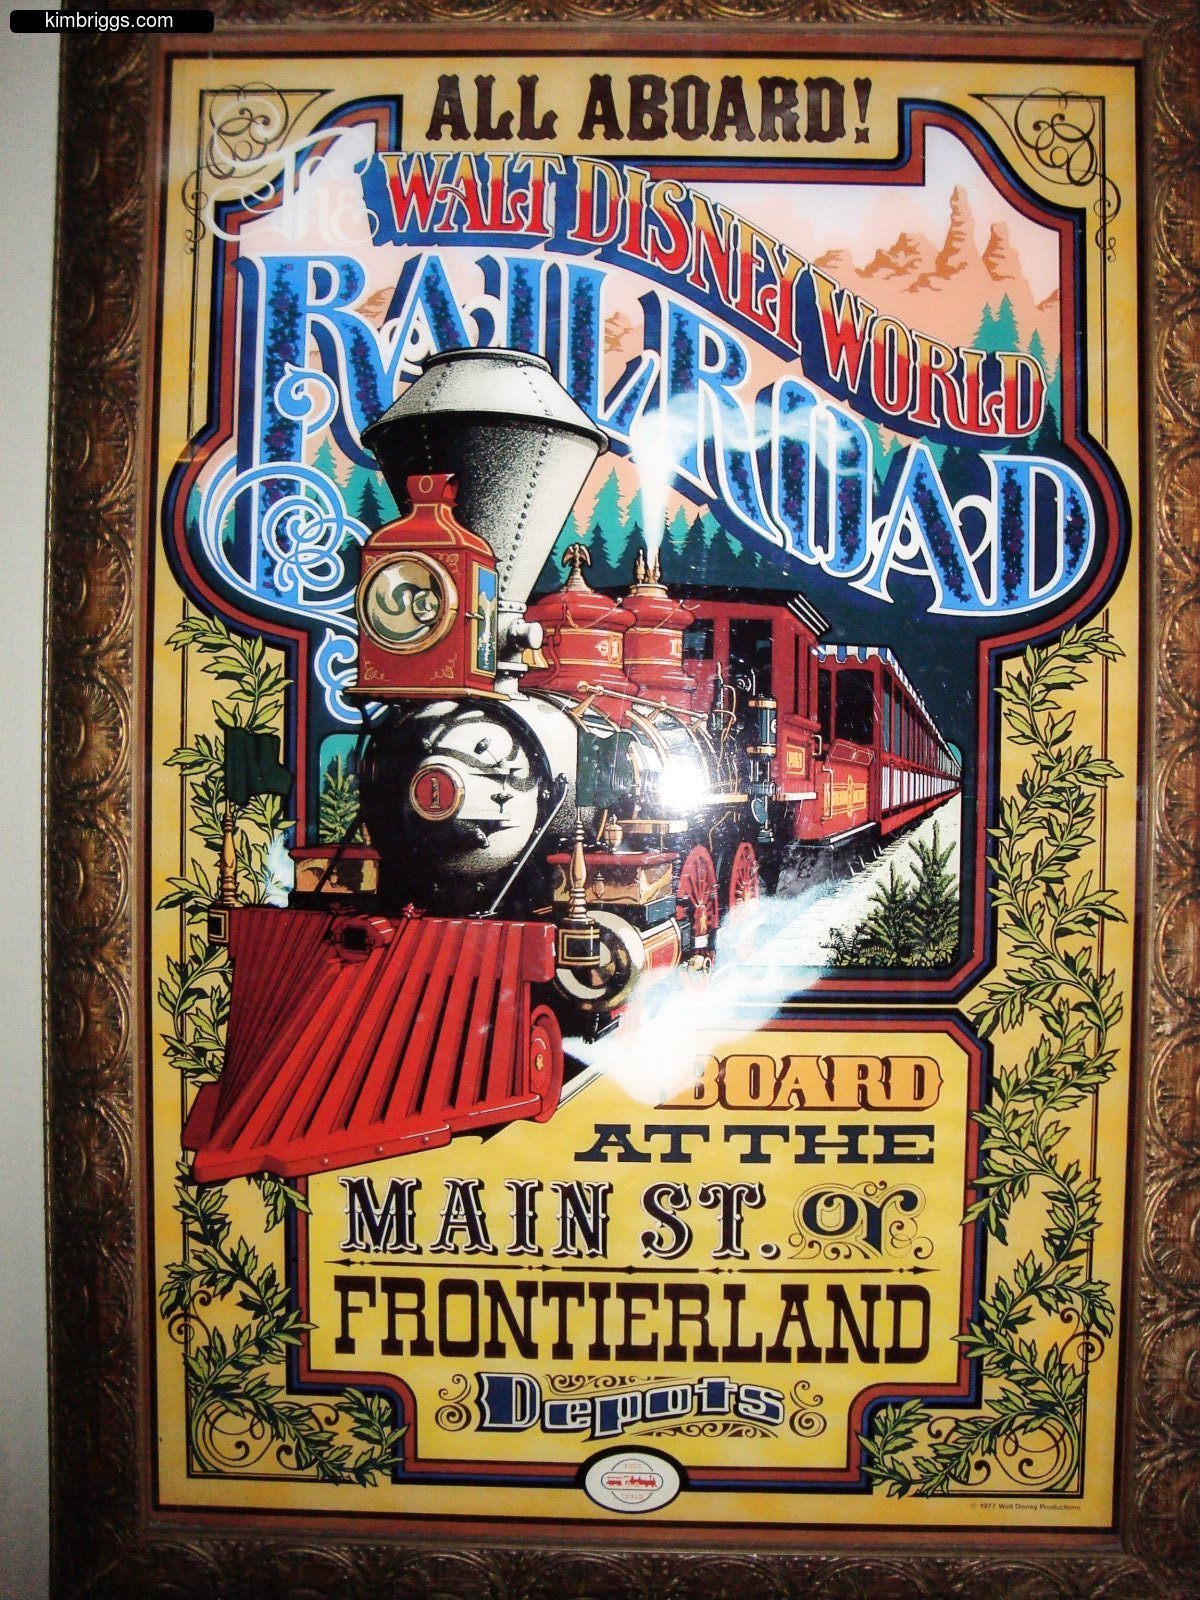 kimbriggs.com
ALL ABOARD!
The WALT DISNEY WORLD
RAILROAD
1
BOARD
AT THE
MAIN ST. or
FRONTIERLAND
Depots
© 1977 Walt Disney Productions